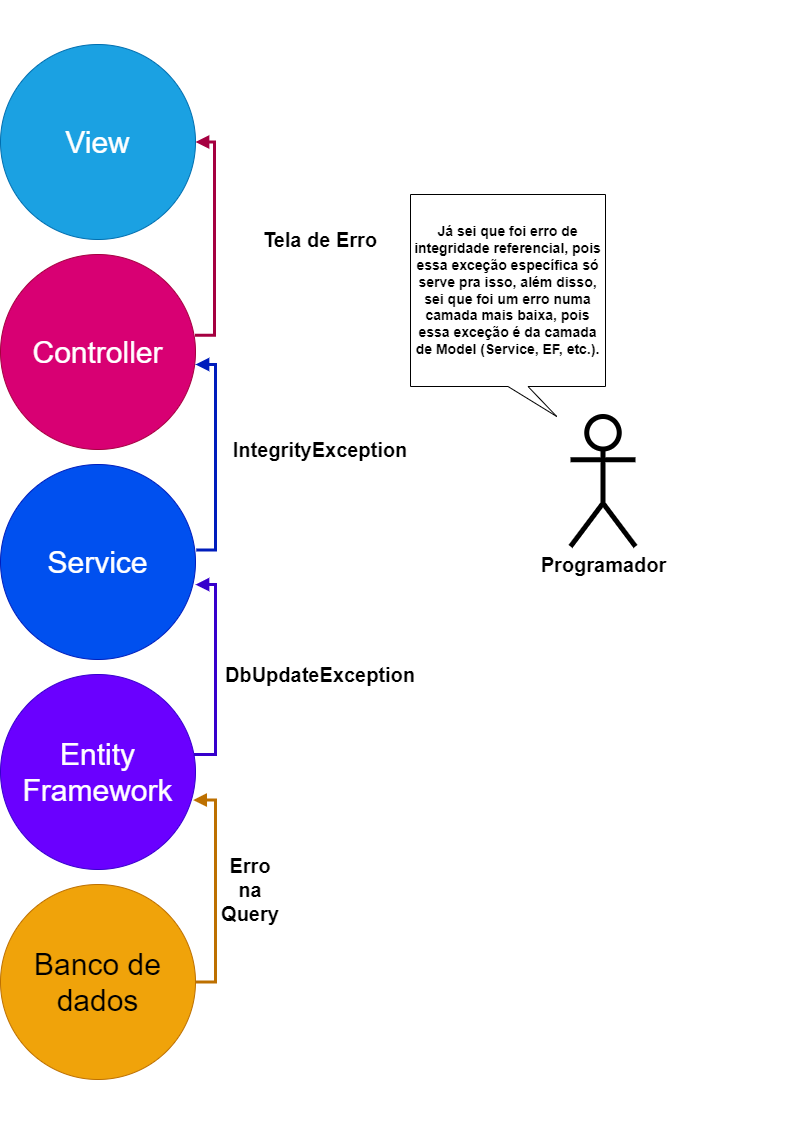 View
Tela de Erro
Já sei que foi erro de
integridade referencial, pois
essa exceção específica só
serve pra isso, além disso,
sei que foi um erro numa
camada mais baixa, pois
essa exceção é da camada
de Model (Service, EF, etc.).
Controller
IntegrityException
Service
Programador
DbUpdateException
Entity
Framework
Erro
na
Query
Banco de
dados